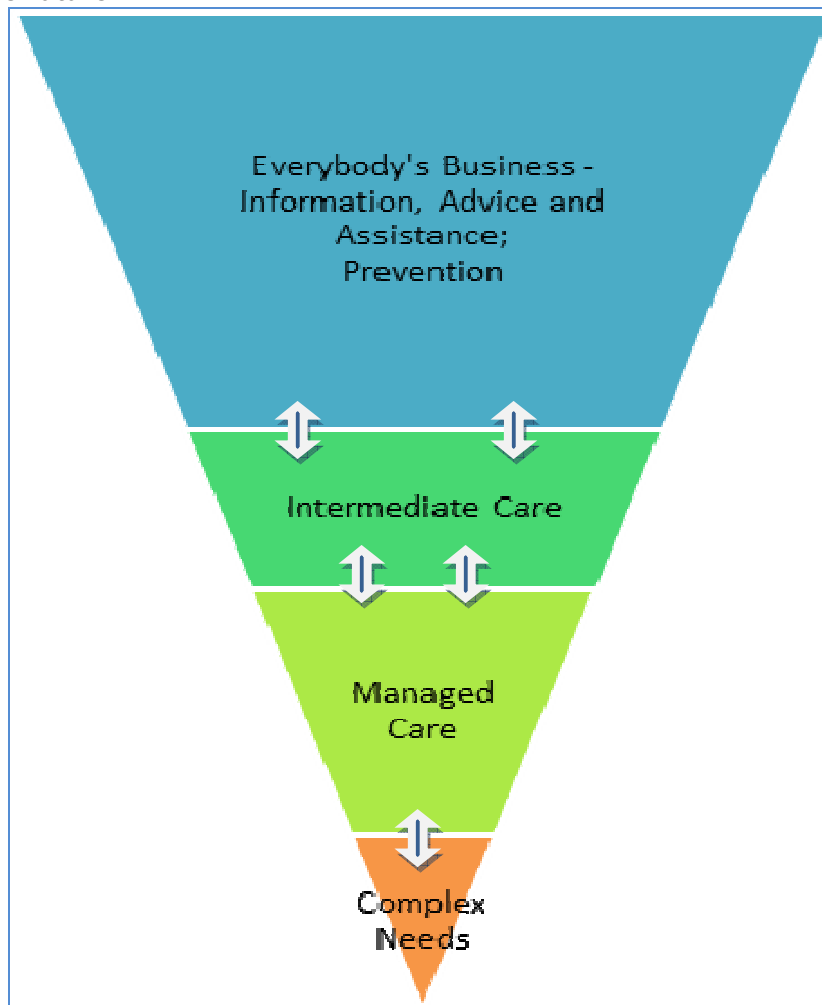 Everybody's Business -
Information, Advice and
Assistance;
Prevention
Intermediate Care
Managed
Care
Complex
Needs